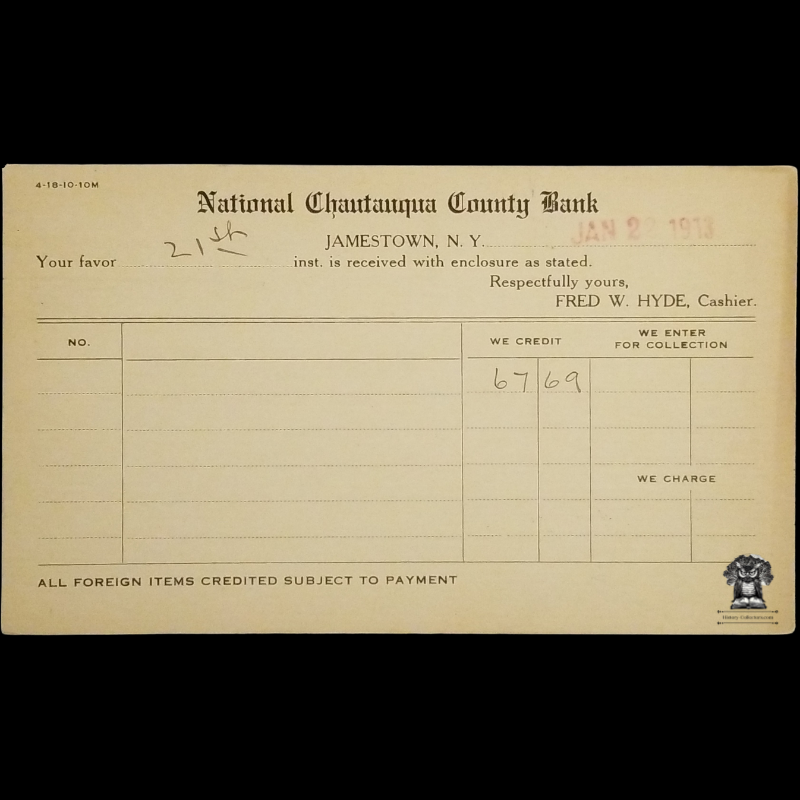 4-18-10-10M
National Chautauqua County Bank
JAMESTOWN, N. Y. JAN 22 1913
Your favor 21st inst. is received with enclosure as stated.
Respectfully yours,
FRED W. HYDE, Cashier.
NO. WE CREDIT WE ENTER FOR COLLECTION
67 69
WE CHARGE
ALL FOREIGN ITEMS CREDITED SUBJECT TO PAYMENT